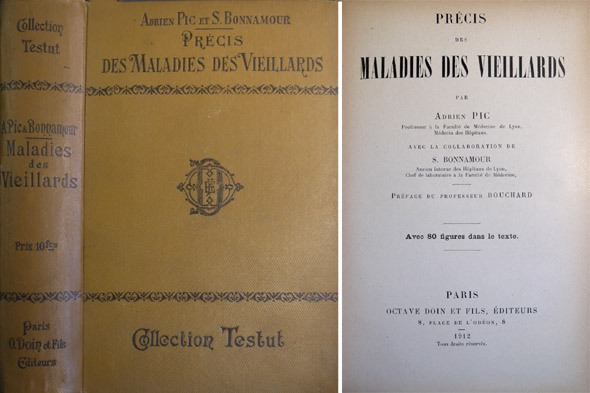 Collection
Testut
A. Pic & Bonnamour
Maladies
des
Vieillards
Prix 10 fcs
Paris
O. Doin et Fils
Editeurs
Adrien Pic et S. Bonnamour
Précis
des Maladies des Vieillards
Collection Testut
PRÉCIS
DES
MALADIES DES VIEILLARDS
PAR
Adrien PIC
Professeur à la Faculté de Médecine de Lyon,
Médecin des Hôpitaux.
AVEC LA COLLABORATION DE
S. BONNAMOUR
Ancien interne des Hôpitaux de Lyon,
Chef de laboratoire à la Faculté de Médecine,
Préface du professeur BOUCHARD
Avec 80 figures dans le texte.
PARIS
OCTAVE DOIN ET FILS, ÉDITEURS
8, PLACE DE L'ODÉON, 8
1912
Tous droits réservés.